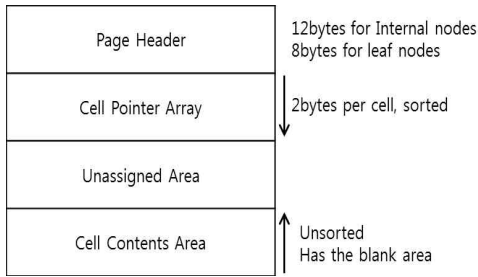 Page Header
12bytes for Internal nodes
8bytes for leaf nodes
Cell Pointer Array
2bytes per cell, sorted
Unassigned Area
Cell Contents Area
Unsorted
Has the blank area